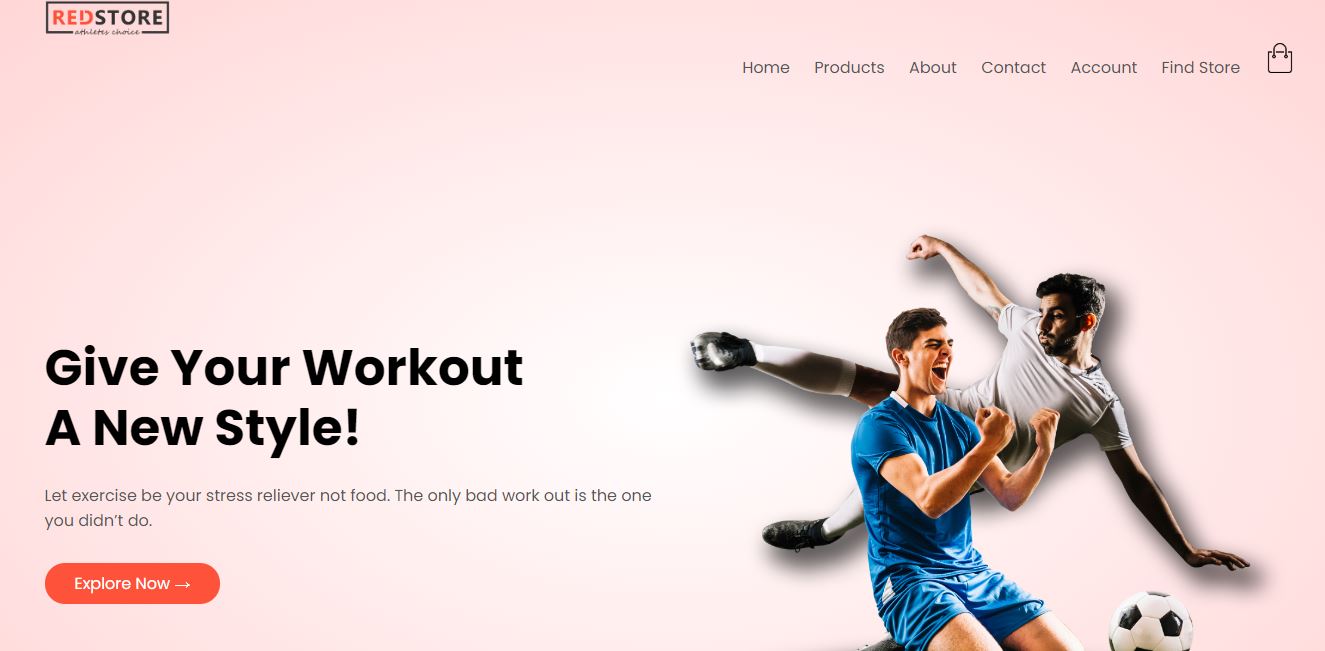 REDSTORE
athletes choice
Home Products About Contact Account Find Store
Give Your Workout
A New Style!
Let exercise be your stress reliever not food. The only bad work out is the one
you didn’t do.
Explore Now →